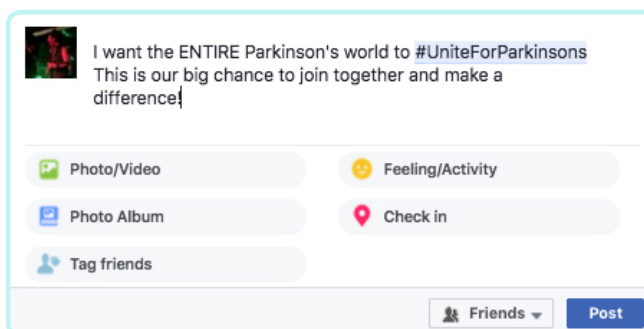 I want the ENTIRE Parkinson's world to #UniteForParkinsons
This is our big chance to join together and make a
difference!
Photo/Video
Feeling/Activity
Photo Album
Check in
Tag friends
Friends
Post